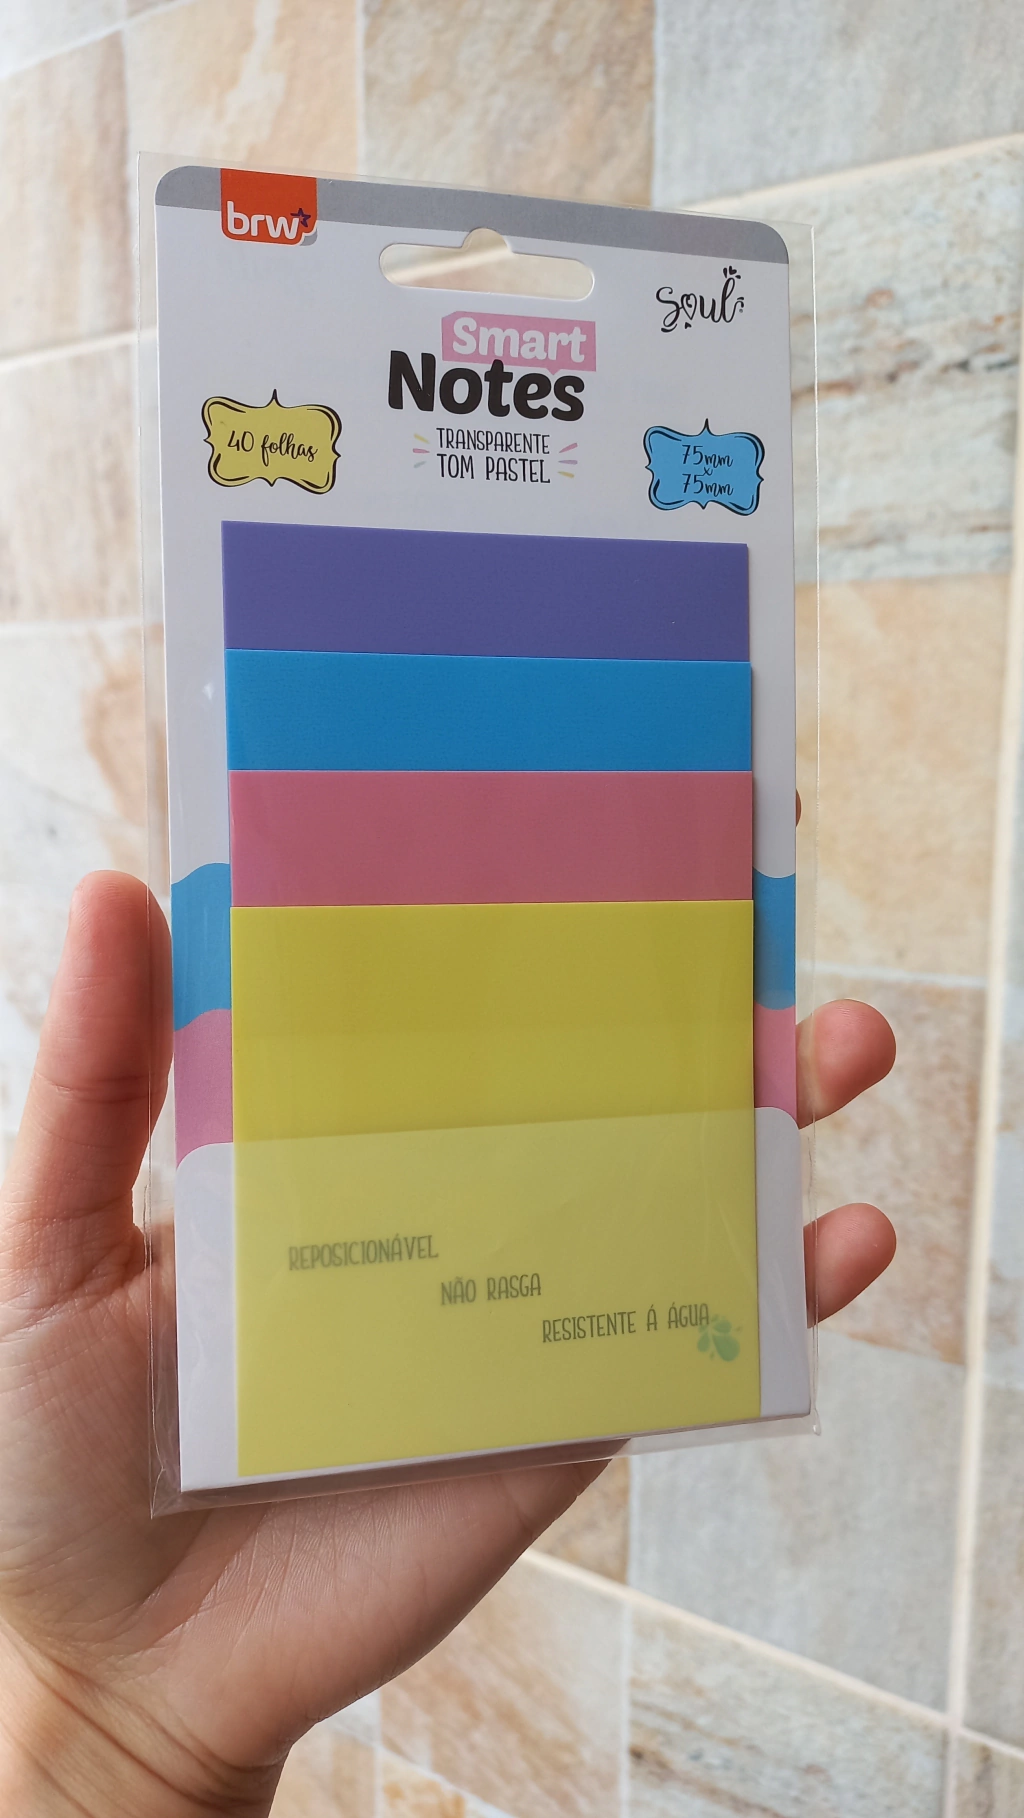 brw
Soul
Smart
Notes
TRANSPARENTE
TOM PASTEL
40 folhas
75mm
x
75mm
REPOSICIONÁVEL
NÃO RASGA
RESISTENTE Á ÁGUA